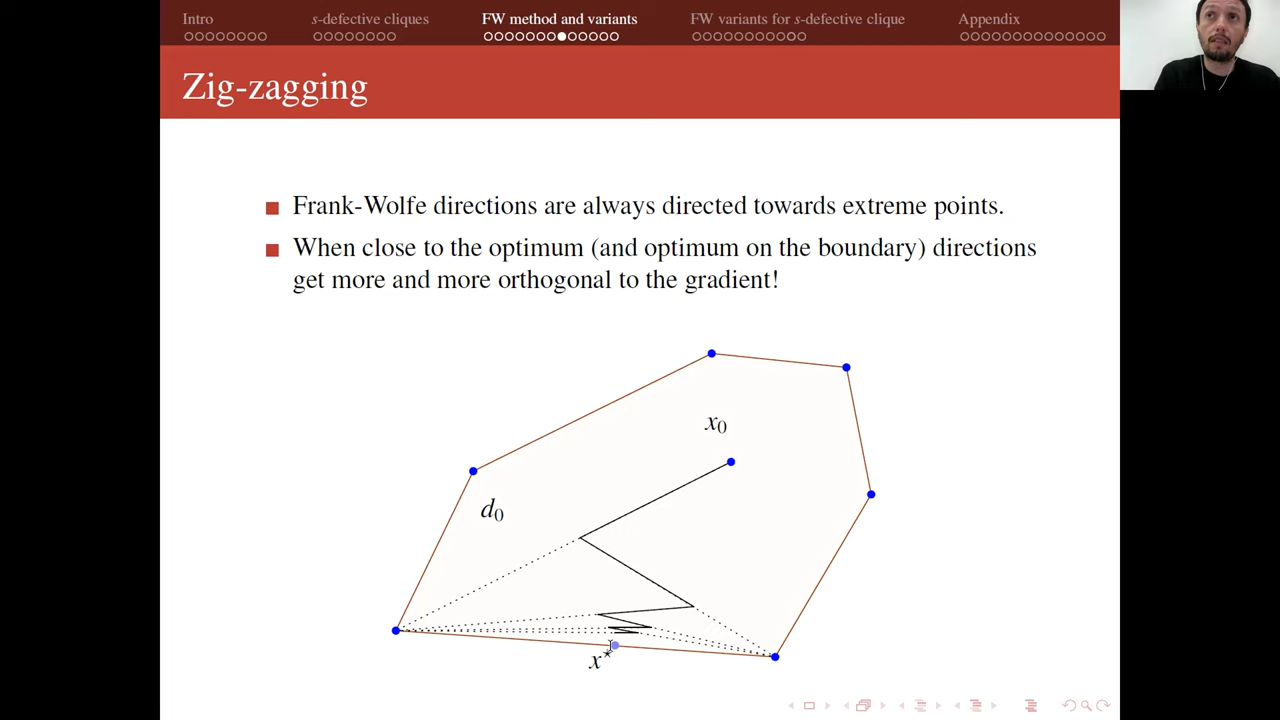 Intro s-defective cliques FW method and variants FW variants for s-defective clique Appendix
Zig-zagging
Frank-Wolfe directions are always directed towards extreme points.
When close to the optimum (and optimum on the boundary) directions
get more and more orthogonal to the gradient!
x₀
d₀
x*